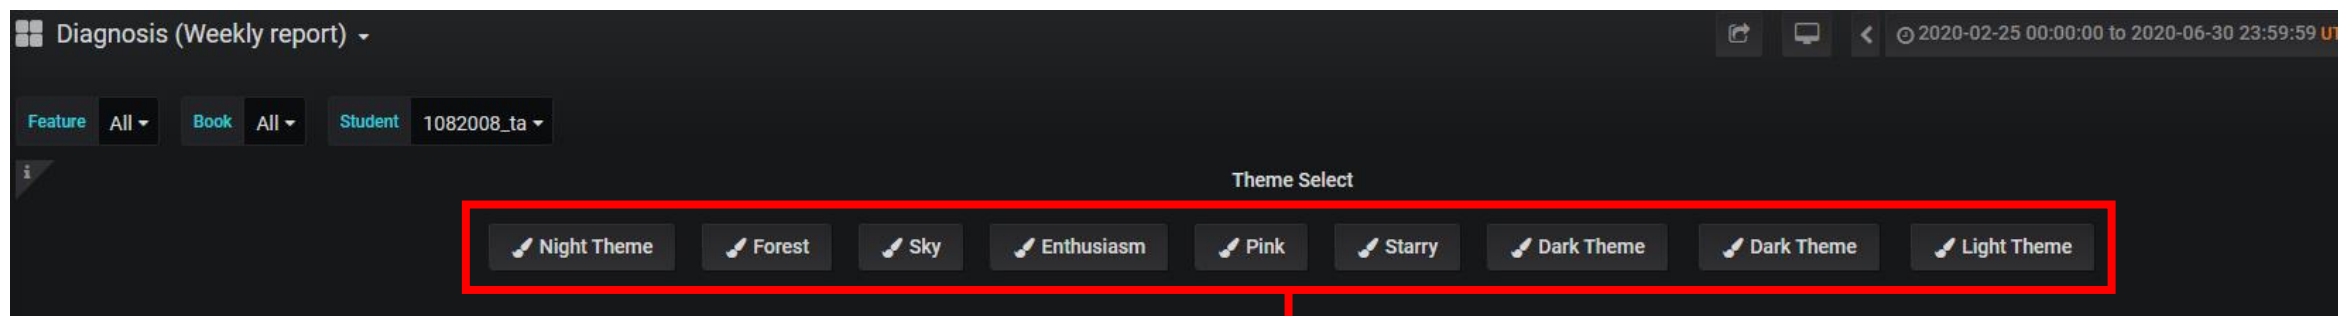 Diagnosis (Weekly report)
2020-02-25 00:00:00 to 2020-06-30 23:59:59
Feature All Book All Student 1082008_ta
i
Theme Select
Night Theme Forest Sky Enthusiasm Pink Starry Dark Theme Dark Theme Light Theme